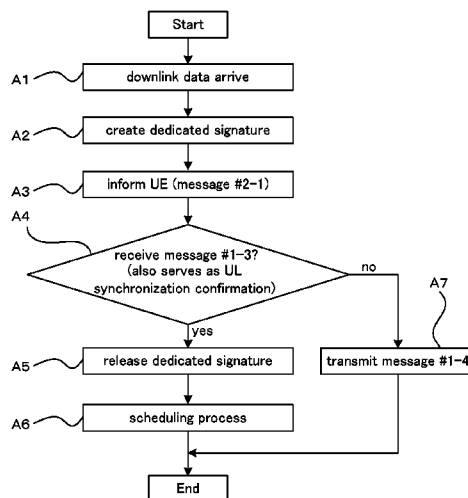 Start
A1
downlink data arrive
A2
create dedicated signature
A3
inform UE (message #2-1)
A4
receive message #1-3?
(also serves as UL
synchronization confirmation)
no
yes
A7
A5
release dedicated signature
transmit message #1-4
A6
scheduling process
End